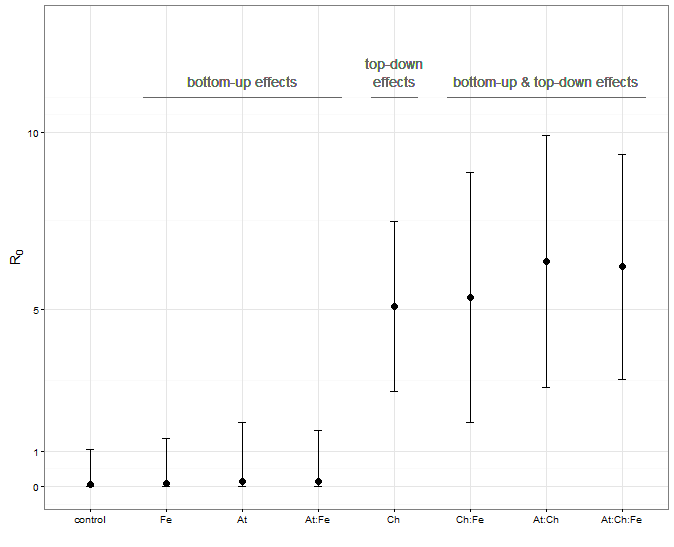 top-down
bottom-up effects effects bottom-up & top-down effects
10
R0
5
1
0
control Fe At At:Fe Ch Ch:Fe At:Ch At:Ch:Fe